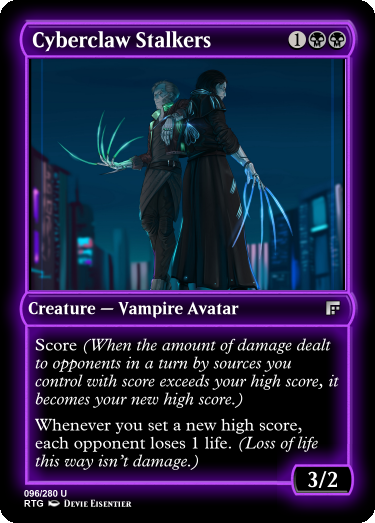 Cyberclaw Stalkers 1
Creature — Vampire Avatar
Score (When the amount of damage dealt
to opponents in a turn by sources you
control with score exceeds your high score, it
becomes your new high score.)
Whenever you set a new high score,
each opponent loses 1 life. (Loss of life
this way isn't damage.)
3/2
096/280 U
RTG Devie Eisentier